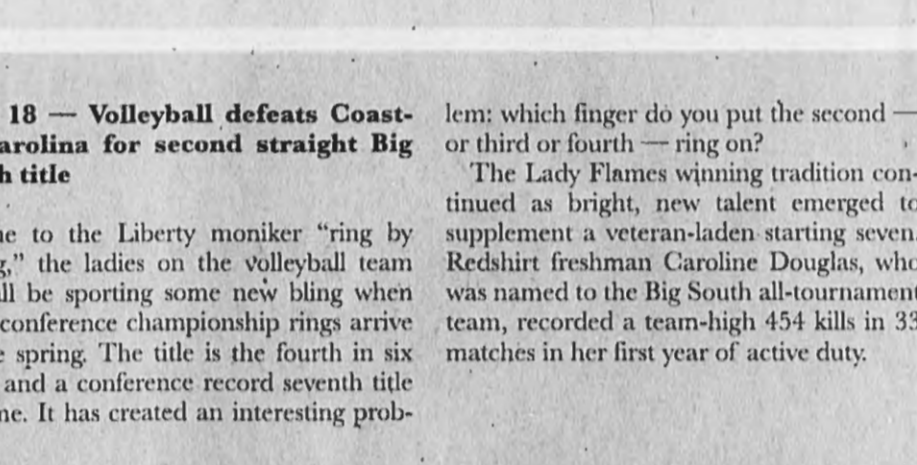 18 — Volleyball defeats Coast-
arolina for second straight Big
h title
ne to the Liberty moniker “ring by
g,” the ladies on the volleyball team
ll be sporting some new bling when
conference championship rings arrive
e spring. The title is the fourth in six
and a conference record seventh title
ne. It has created an interesting prob-
lem: which finger do you put the second —
or third or fourth — ring on?
The Lady Flames winning tradition con-
tinued as bright, new talent emerged to
supplement a veteran-laden starting seven.
Redshirt freshman Caroline Douglas, who
was named to the Big South all-tournament
team, recorded a team-high 454 kills in 33
matches in her first year of active duty.